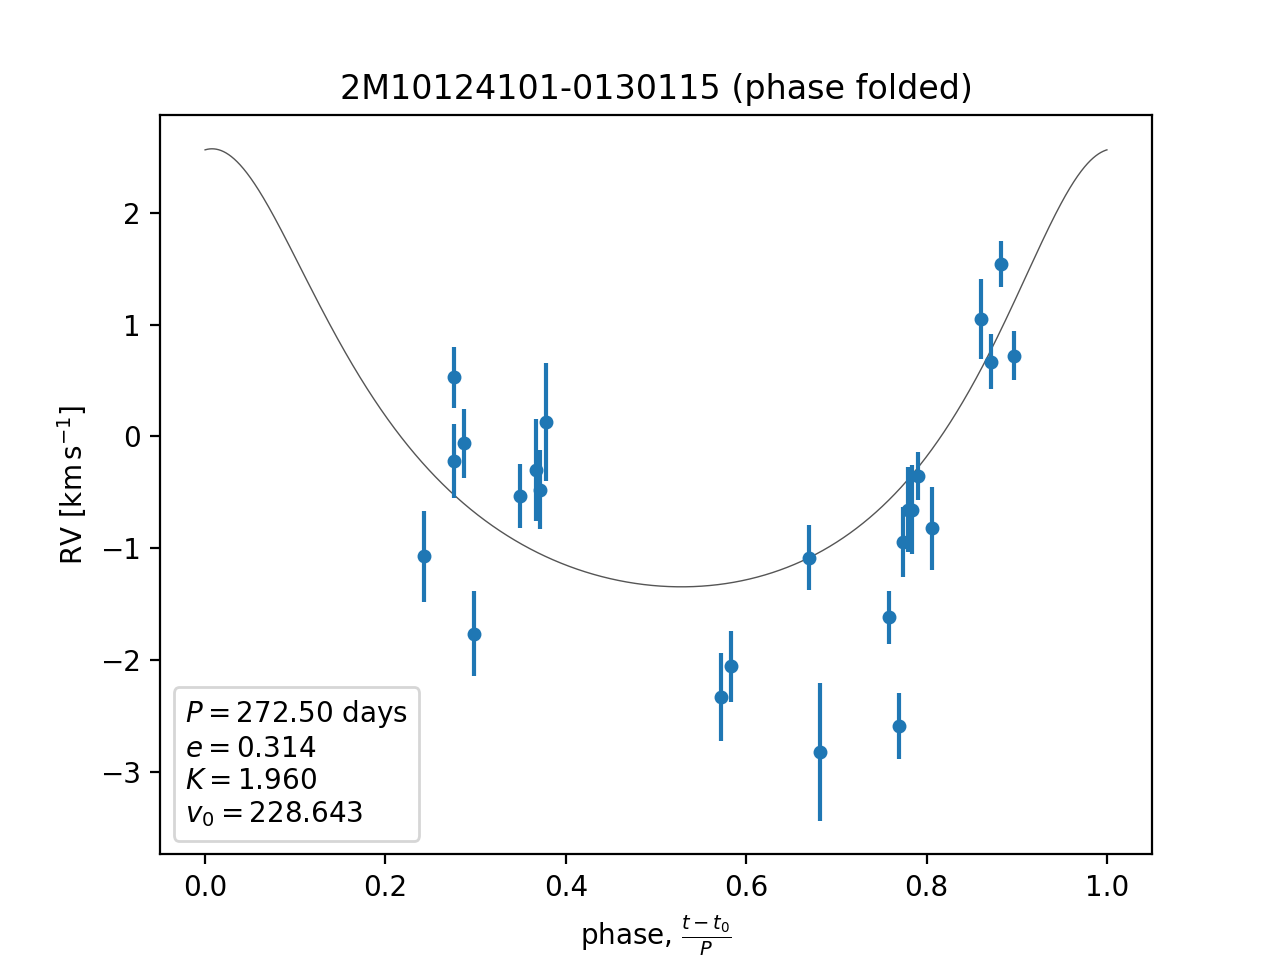 2M10124101-0130115 (phase folded)
RV [km s⁻¹]
2
1
0
−1
−2
−3
P = 272.50 days
e = 0.314
K = 1.960
v₀ = 228.643
0.0 0.2 0.4 0.6 0.8 1.0
phase, (t − t₀)/P